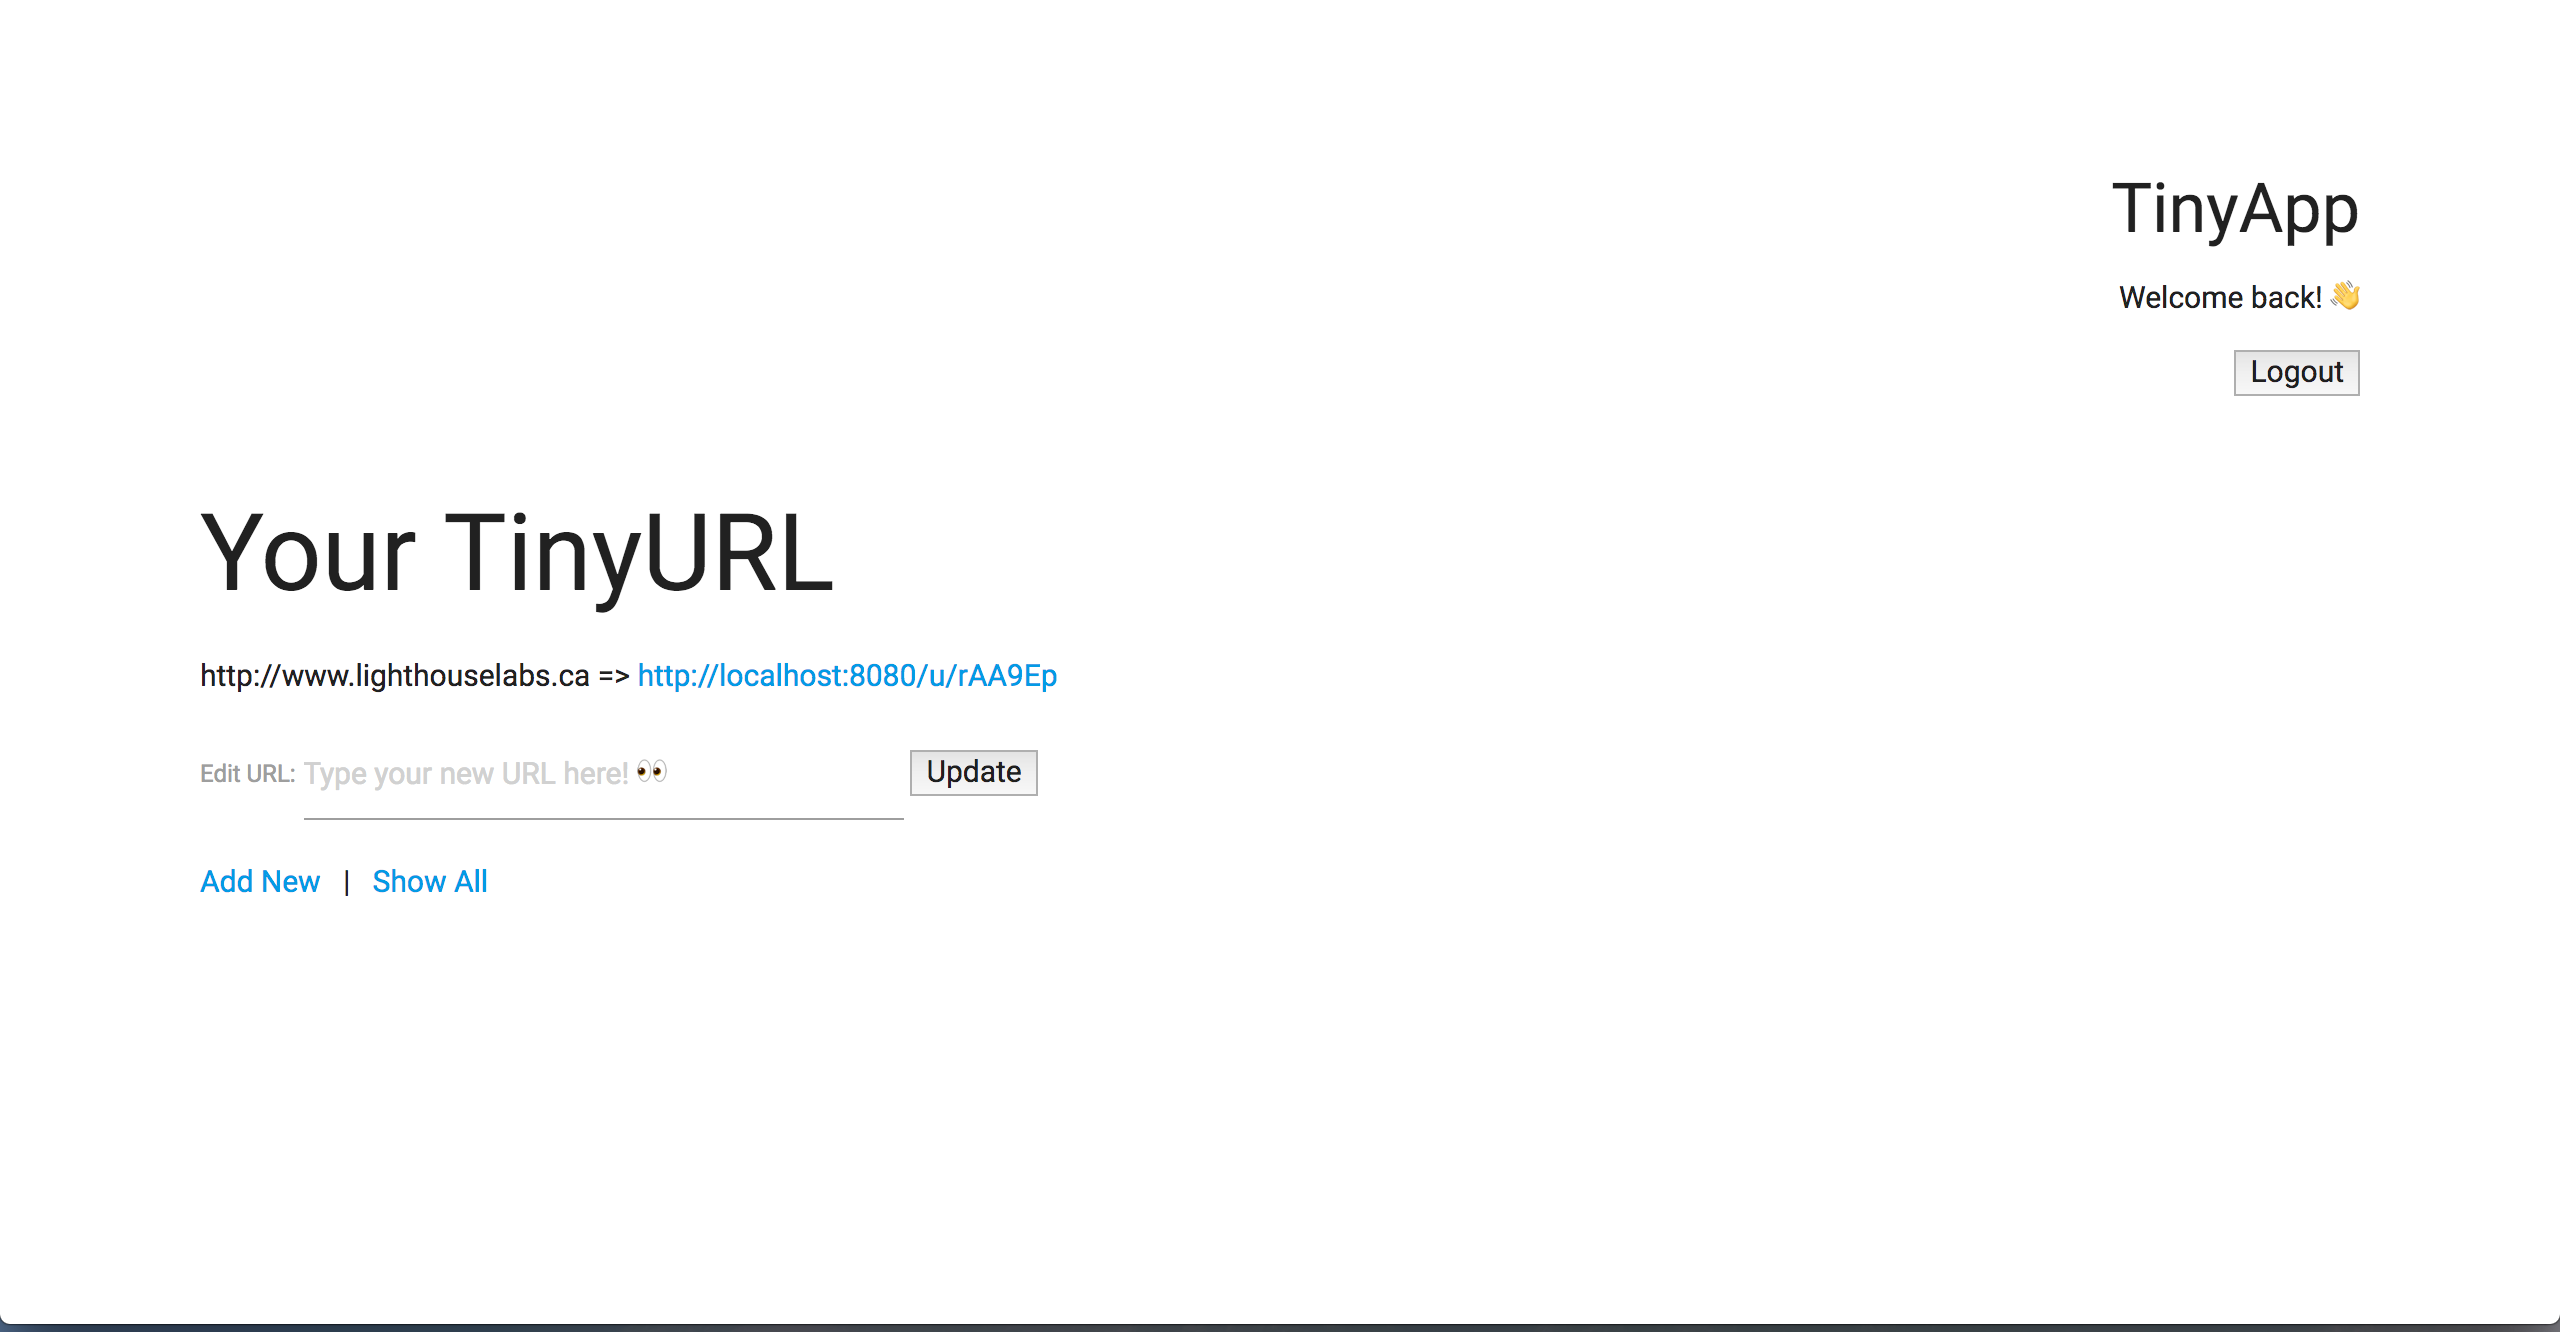 TinyApp
Welcome back! 👋
Logout
Your TinyURL
http://www.lighthouselabs.ca => http://localhost:8080/u/rAA9Ep
Edit URL: Type your new URL here! 👀 Update
Add New | Show All